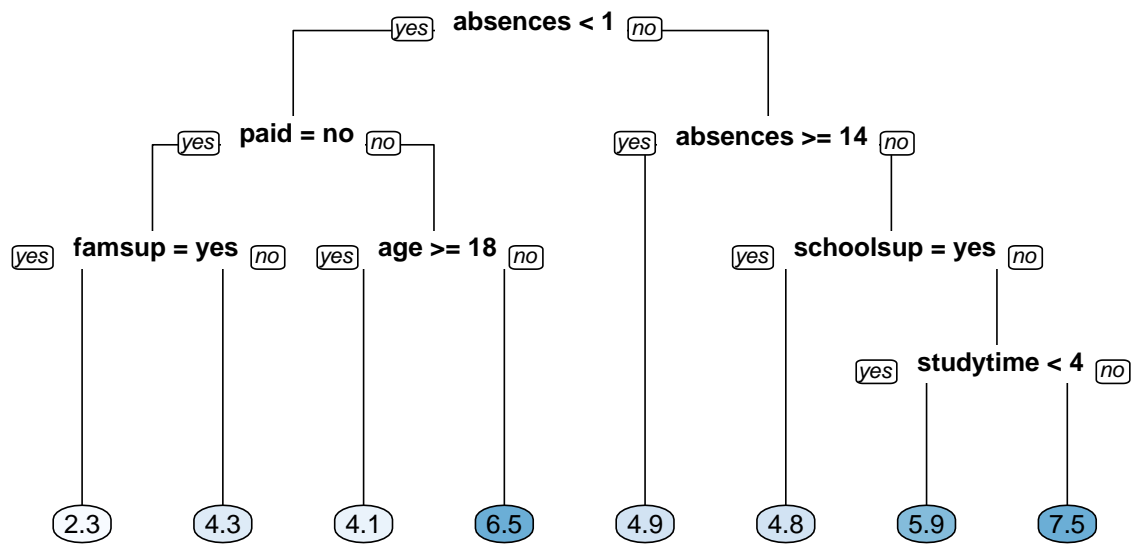 yes absences < 1 no
yes paid = no no yes absences >= 14 no
yes famsup = yes no yes age >= 18 no yes schoolsup = yes no
yes studytime < 4 no
2.3 4.3 4.1 6.5 4.9 4.8 5.9 7.5